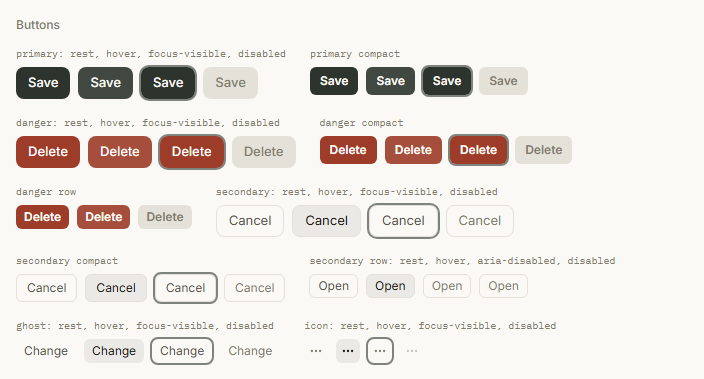 Buttons
primary: rest, hover, focus-visible, disabled
Save Save Save Save
primary compact
Save Save Save Save
danger: rest, hover, focus-visible, disabled
Delete Delete Delete Delete
danger compact
Delete Delete Delete Delete
danger row
Delete Delete Delete
secondary: rest, hover, focus-visible, disabled
Cancel Cancel Cancel Cancel
secondary compact
Cancel Cancel Cancel Cancel
secondary row: rest, hover, aria-disabled, disabled
Open Open Open Open
ghost: rest, hover, focus-visible, disabled
Change Change Change Change
icon: rest, hover, focus-visible, disabled
··· ··· ··· ···